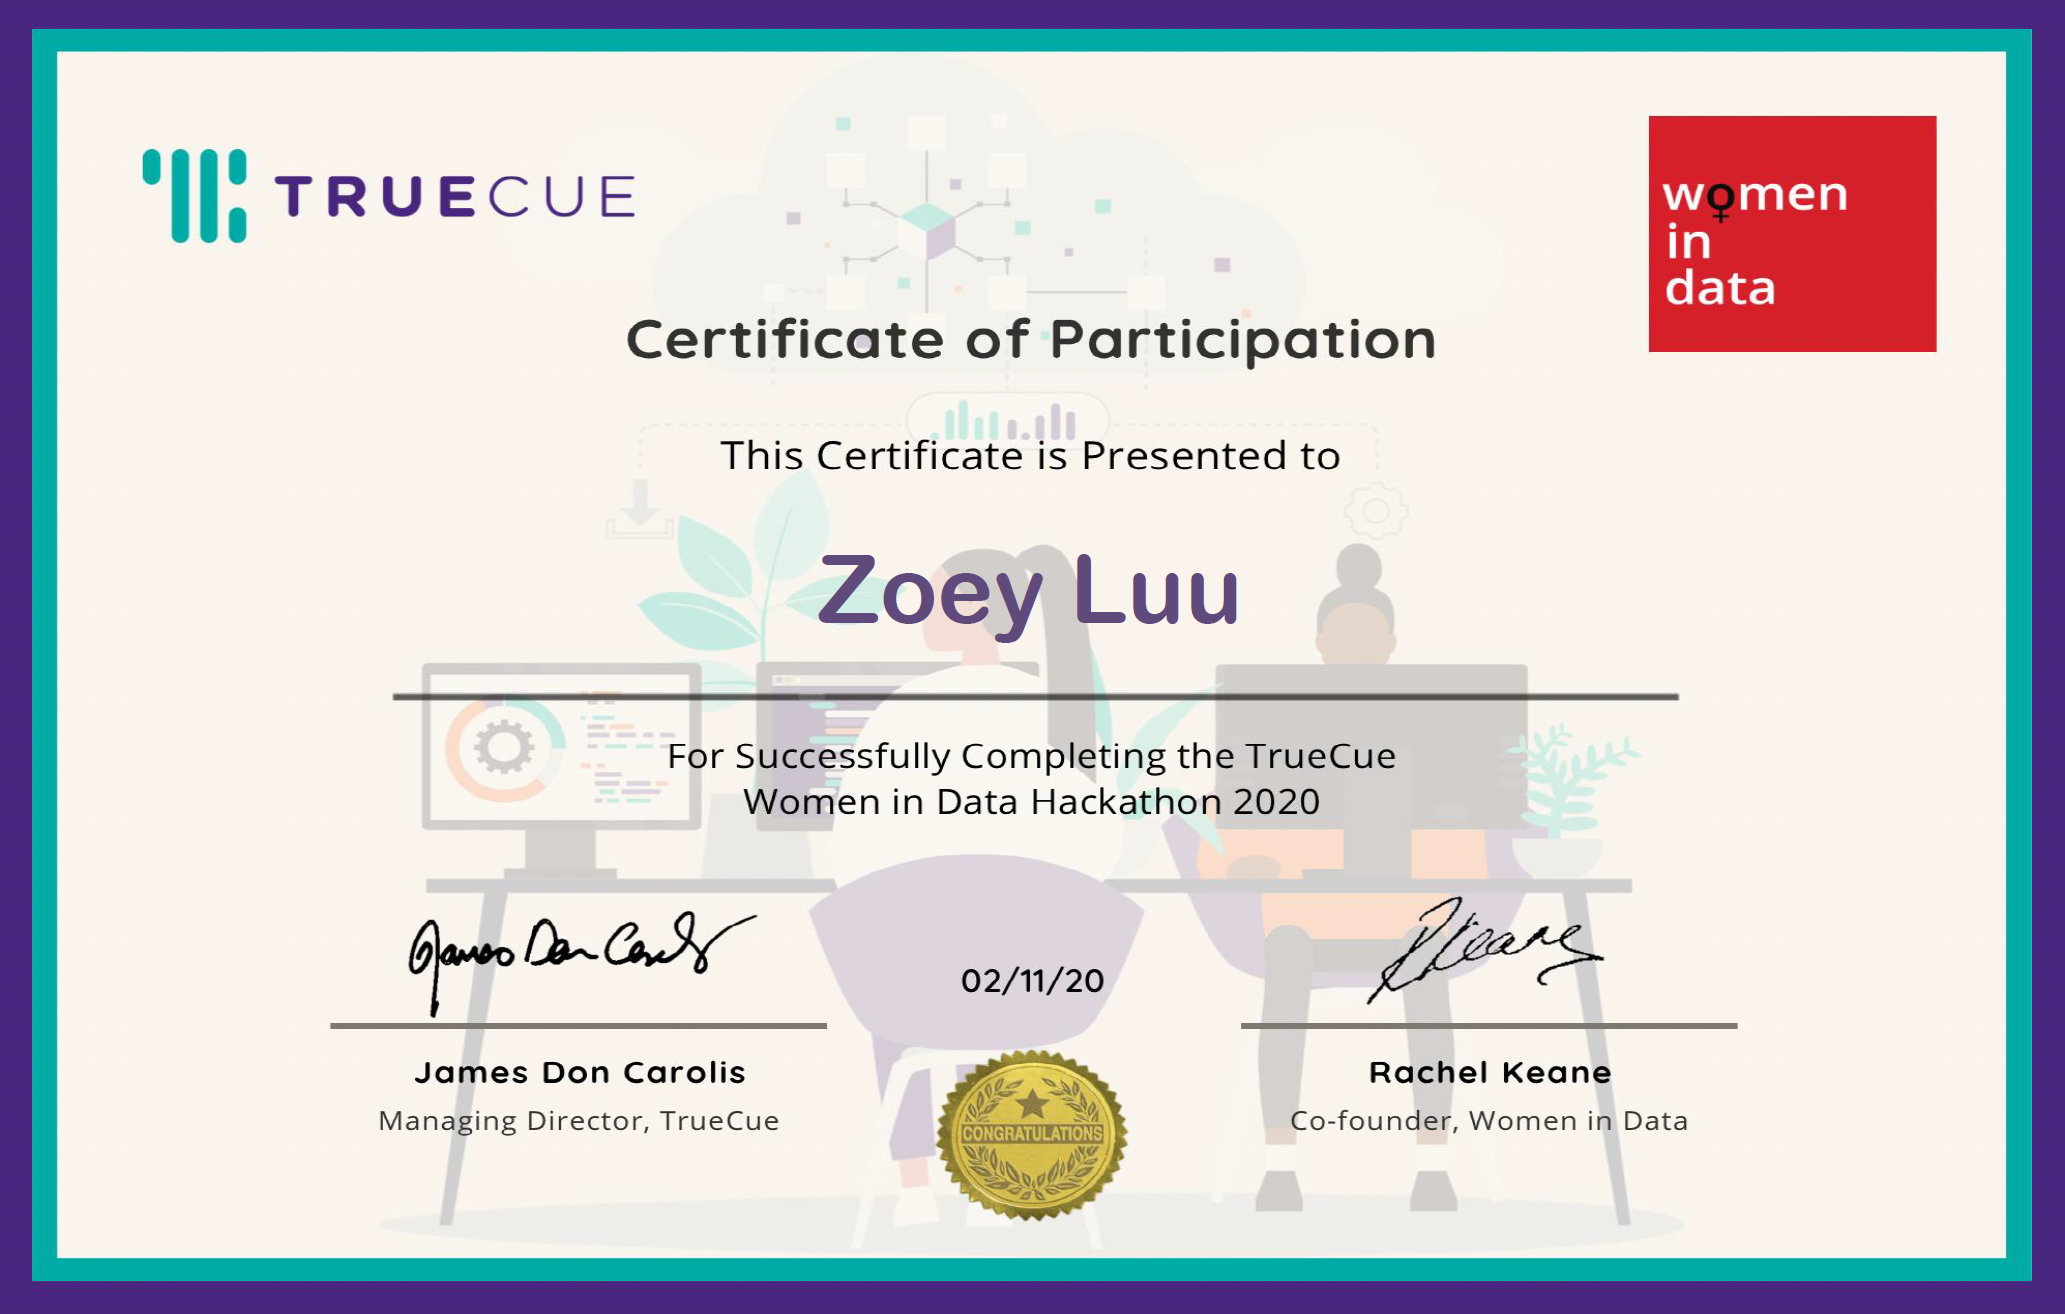 TRUECUE
women
in
data
Certificate of Participation
This Certificate is Presented to
Zoey Luu
For Successfully Completing the TrueCue
Women in Data Hackathon 2020
James Don Carolis
02/11/20
RKeane
James Don Carolis
Managing Director, TrueCue
Rachel Keane
Co-founder, Women in Data
CONGRATULATIONS